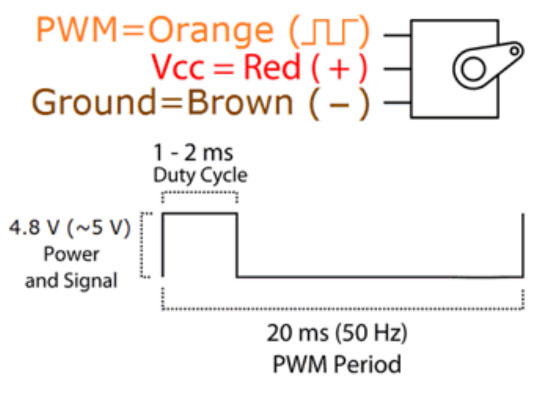 PWM=Orange (⎍⎍)
Vcc = Red ( + )
Ground=Brown ( – )
1 - 2 ms
Duty Cycle
4.8 V (~5 V)
Power
and Signal
20 ms (50 Hz)
PWM Period